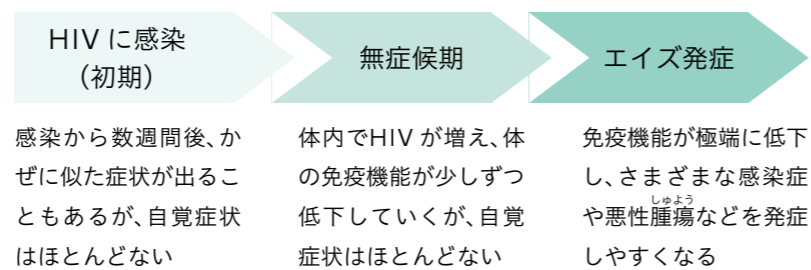 HIVに感染
(初期)
感染から数週間後、か
ぜに似た症状が出るこ
ともあるが、自覚症状
はほとんどない
無症候期
体内でHIVが増え、体
の免疫機能が少しずつ
低下していくが、自覚
症状はほとんどない
エイズ発症
免疫機能が極端に低下
し、さまざまな感染症
しゅよう
や悪性腫瘍などを発症
しやすくなる